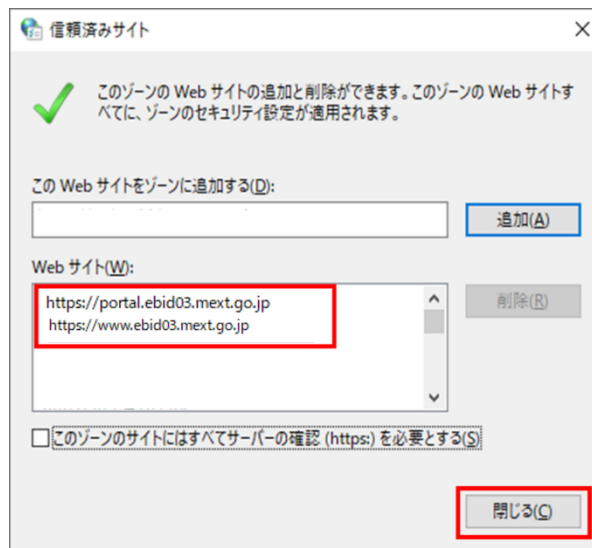 信頼済みサイト
このゾーンの Web サイトの追加と削除ができます。このゾーンの Web サイトす
べてに、ゾーンのセキュリティ設定が適用されます。
この Web サイトをゾーンに追加する(D):
追加(A)
Web サイト(W):
https://portal.ebid03.mext.go.jp
削除(R)
https://www.ebid03.mext.go.jp
このゾーンのサイトにはすべてサーバーの確認 (https:) を必要とする(S)
閉じる(C)